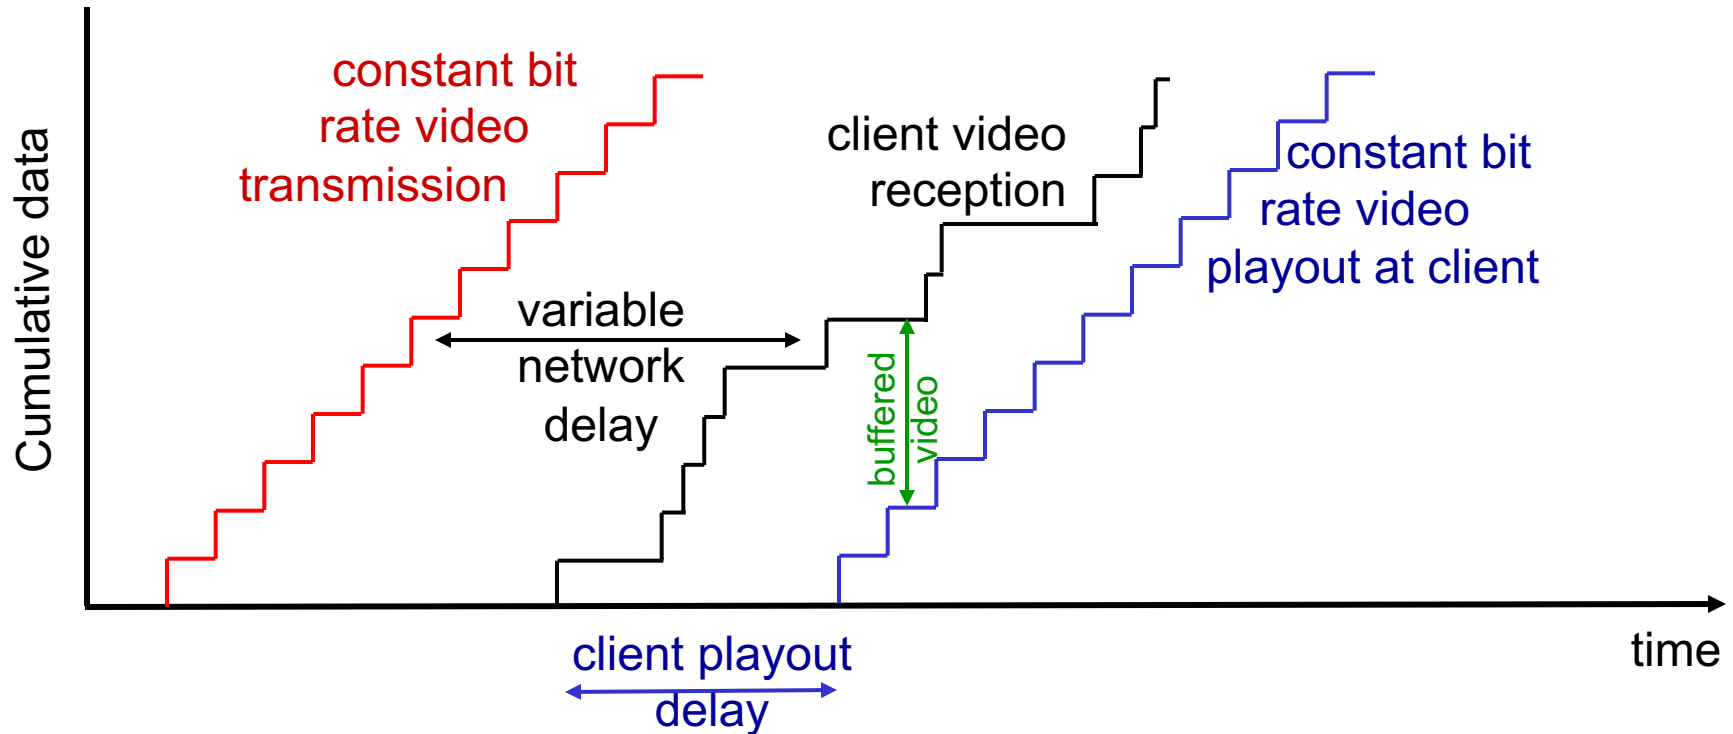 constant bit
rate video
transmission
client video
reception
constant bit
rate video
playout at client
Cumulative data
variable
network
delay
buffered
video
time
client playout
delay